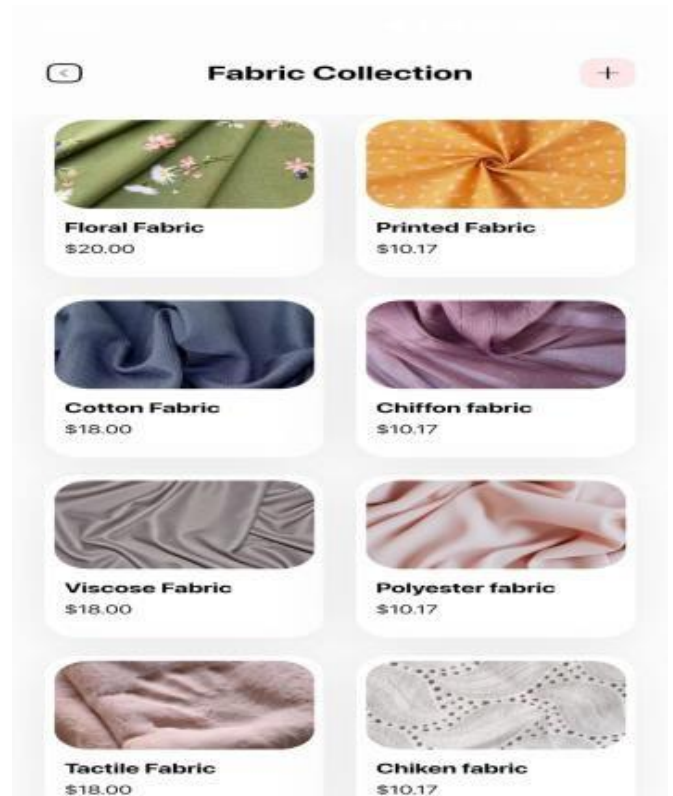 Fabric Collection
+
Floral Fabric
$20.00
Printed Fabric
$10.17
Cotton Fabric
$18.00
Chiffon fabric
$10.17
Viscose Fabric
$18.00
Polyester fabric
$10.17
Tactile Fabric
$18.00
Chiken fabric
$10.17